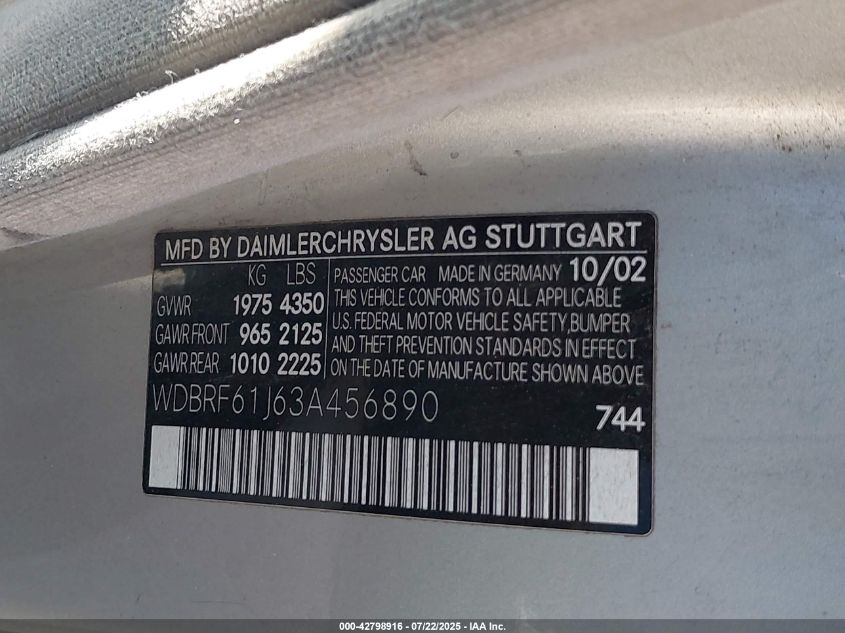 MFD BY DAIMLERCHRYSLER AG STUTTGART
KG LBS
GVWR 1975 4350
GAWR FRONT 965 2125
GAWR REAR 1010 2225
PASSENGER CAR MADE IN GERMANY 10/02
THIS VEHICLE CONFORMS TO ALL APPLICABLE
U.S. FEDERAL MOTOR VEHICLE SAFETY,BUMPER
AND THEFT PREVENTION STANDARDS IN EFFECT
ON THE DATE OF MANUFACTURE SHOWN ABOVE
WDBRF61J63A456890
744
000-42798916 - 07/22/2025 - IAA Inc.